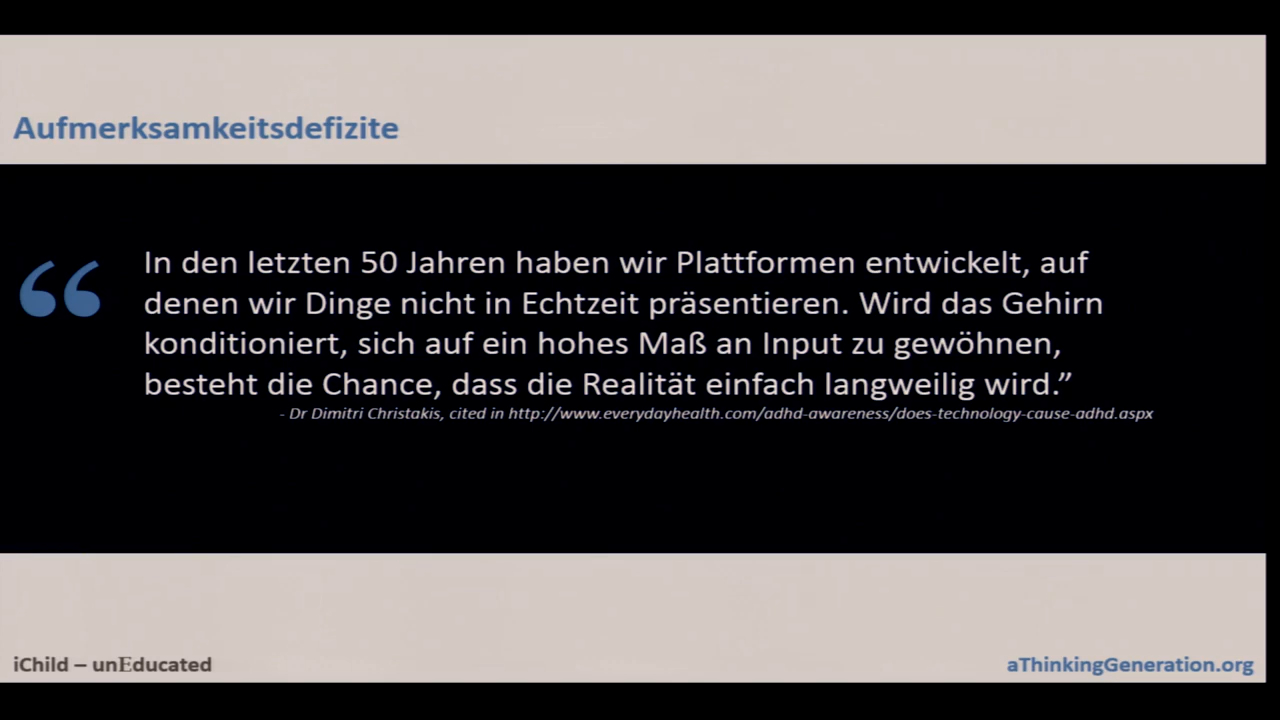 Aufmerksamkeitsdefizite
“ In den letzten 50 Jahren haben wir Plattformen entwickelt, auf
denen wir Dinge nicht in Echtzeit präsentieren. Wird das Gehirn
konditioniert, sich auf ein hohes Maß an Input zu gewöhnen,
besteht die Chance, dass die Realität einfach langweilig wird.”
- Dr Dimitri Christakis, cited in http://www.everydayhealth.com/adhd-awareness/does-technology-cause-adhd.aspx
iChild – unEducated
aThinkingGeneration.org